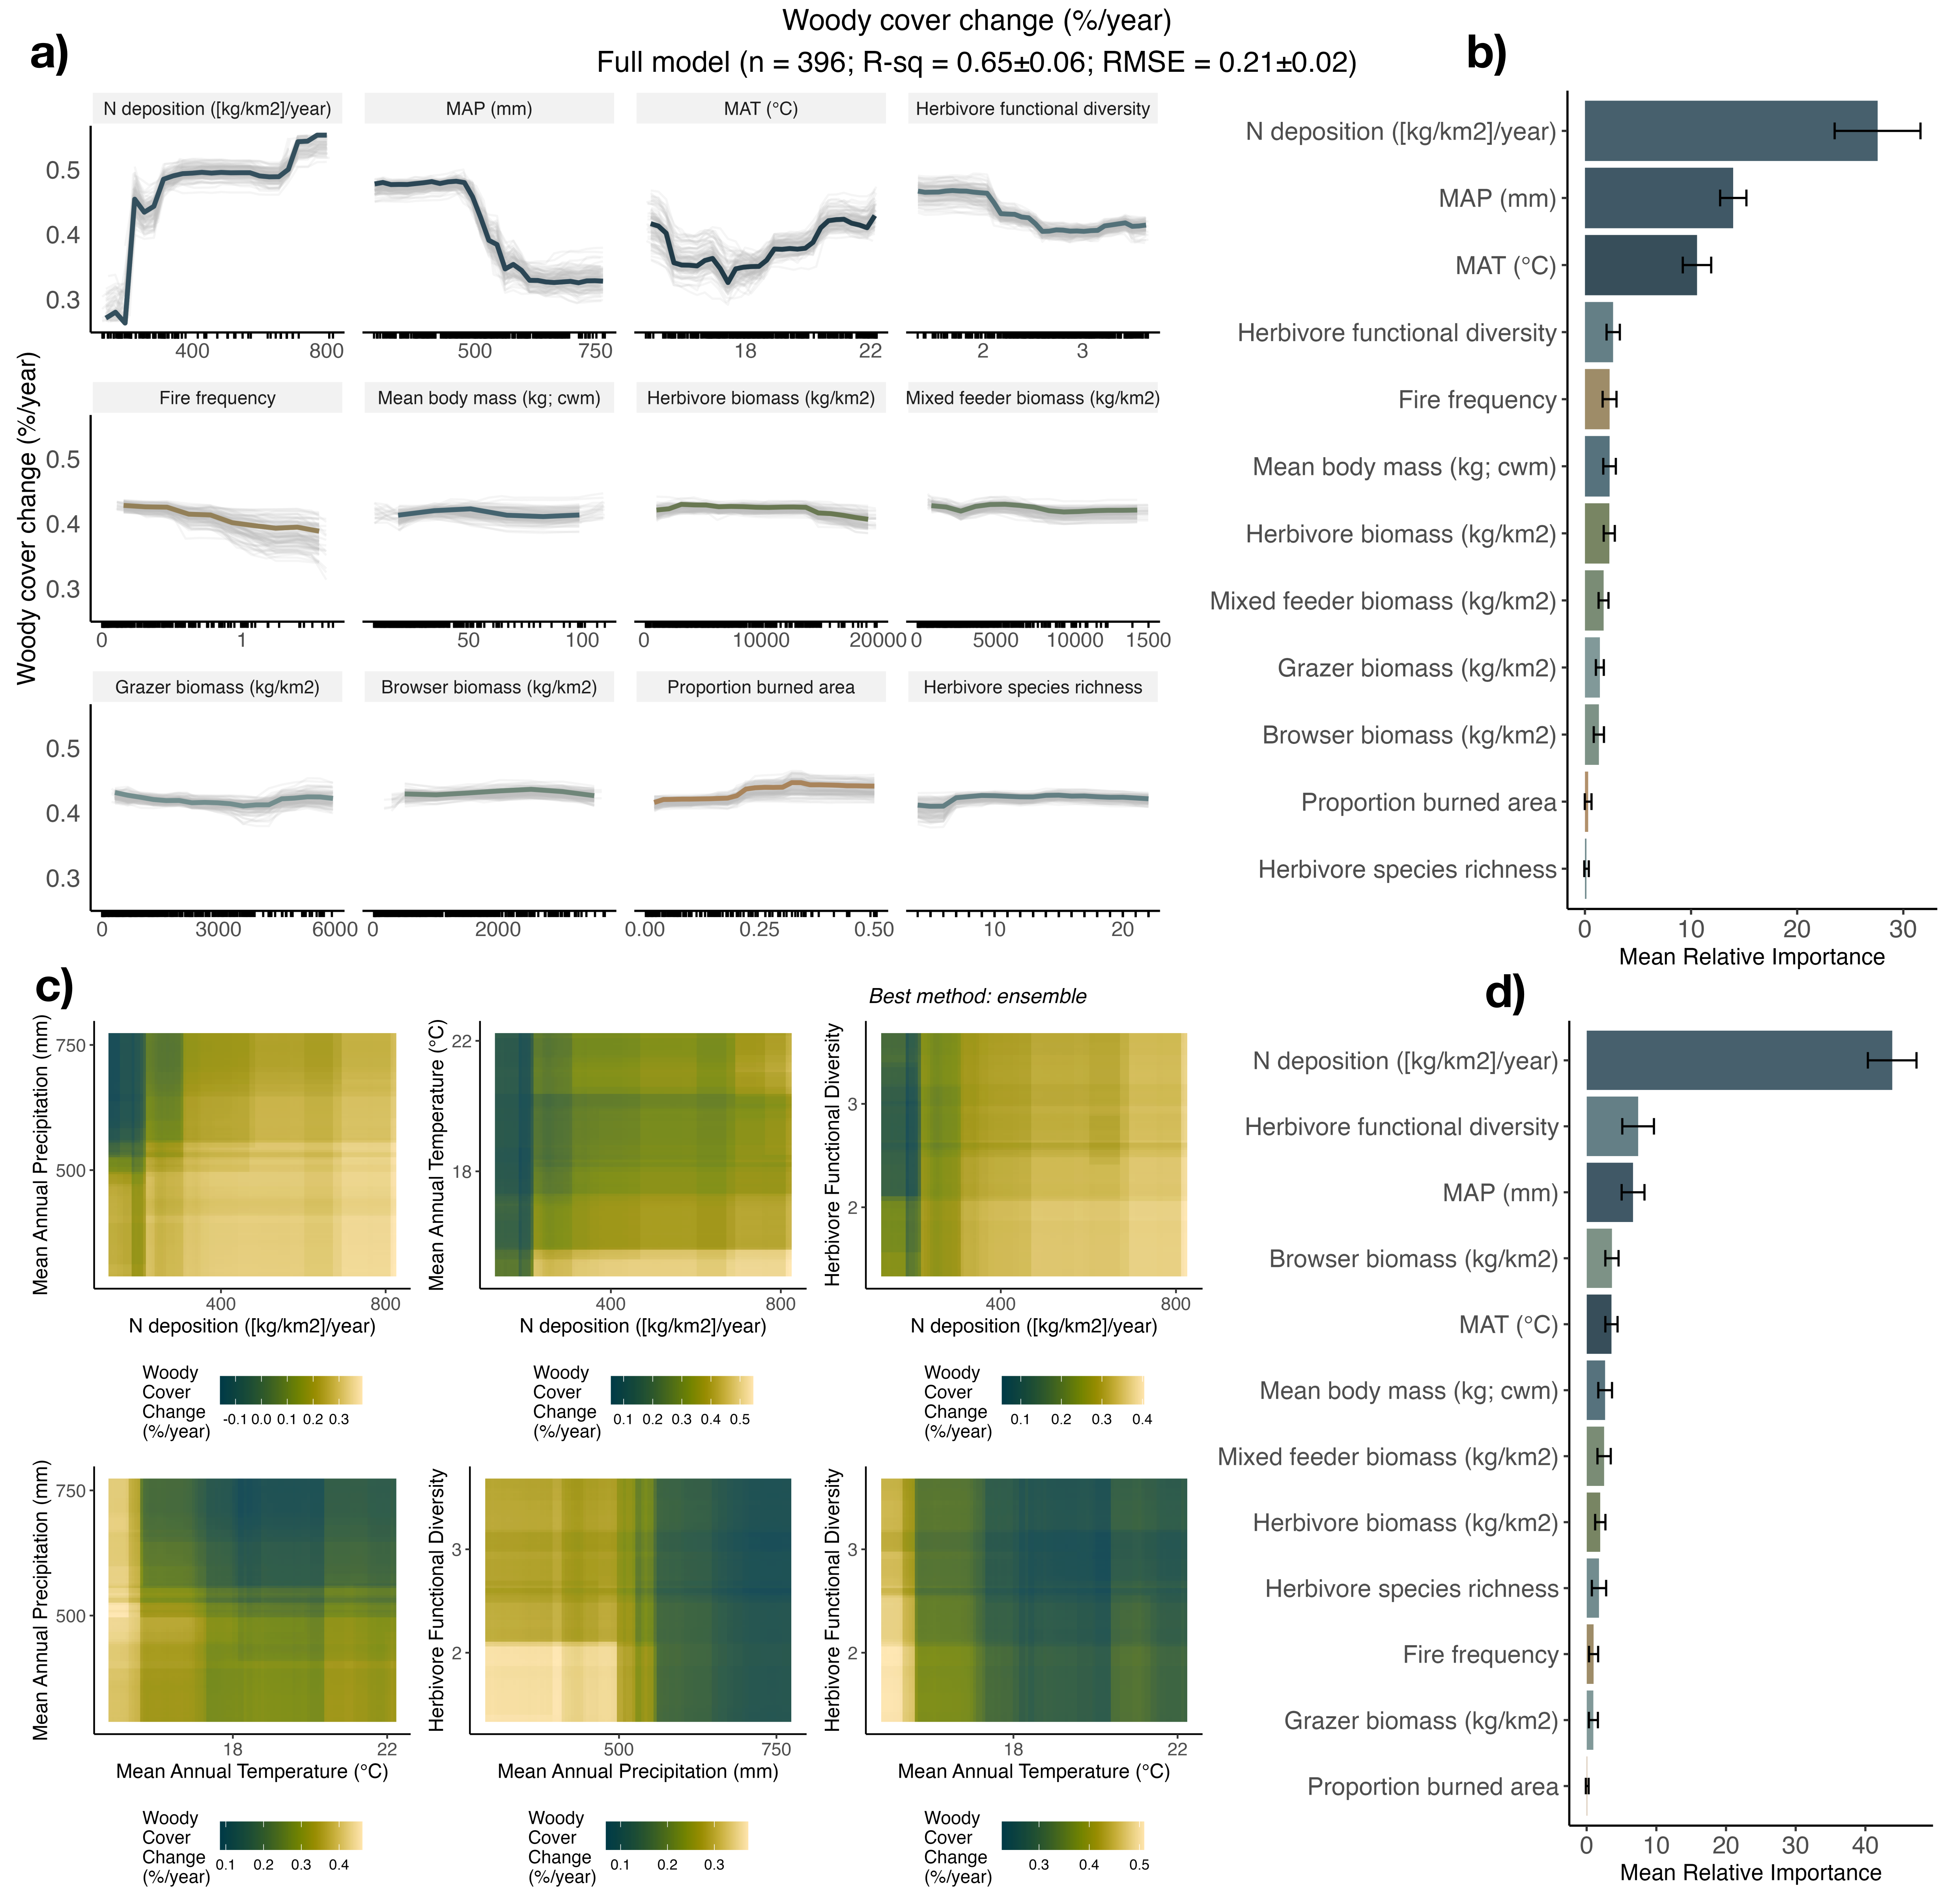 Woody cover change (%/year)
Full model (n = 396; R-sq = 0.65±0.06; RMSE = 0.21±0.02)
a)
N deposition ([kg/km2]/year)
MAP (mm)
MAT (°C)
Herbivore functional diversity
0.5
0.4
0.3
400 800
500 750
18 22
2 3
Woody cover change (%/year)
Fire frequency
Mean body mass (kg; cwm)
Herbivore biomass (kg/km2)
Mixed feeder biomass (kg/km2)
0.5
0.4
0.3
0 1
50 100
0 10000 20000
0 5000 10000 1500
Grazer biomass (kg/km2)
Browser biomass (kg/km2)
Proportion burned area
Herbivore species richness
0.5
0.4
0.3
0 3000 6000
0 2000
0.00 0.25 0.50
10 20
b)
N deposition ([kg/km2]/year)
MAP (mm)
MAT (°C)
Herbivore functional diversity
Fire frequency
Mean body mass (kg; cwm)
Herbivore biomass (kg/km2)
Mixed feeder biomass (kg/km2)
Grazer biomass (kg/km2)
Browser biomass (kg/km2)
Proportion burned area
Herbivore species richness
0 10 20 30
Mean Relative Importance
c)
Best method: ensemble
Mean Annual Precipitation (mm)
750
500
400 800
N deposition ([kg/km2]/year)
Woody
Cover
Change
(%/year)
-0.1 0.0 0.1 0.2 0.3
Mean Annual Temperature (°C)
22
18
400 800
N deposition ([kg/km2]/year)
Woody
Cover
Change
(%/year)
0.1 0.2 0.3 0.4 0.5
Herbivore Functional Diversity
3
2
400 800
N deposition ([kg/km2]/year)
Woody
Cover
Change
(%/year)
0.1 0.2 0.3 0.4
Mean Annual Precipitation (mm)
750
500
18 22
Mean Annual Temperature (°C)
Woody
Cover
Change
(%/year)
0.1 0.2 0.3 0.4
Herbivore Functional Diversity
3
2
500 750
Mean Annual Precipitation (mm)
Woody
Cover
Change
(%/year)
0.1 0.2 0.3
Herbivore Functional Diversity
3
2
18 22
Mean Annual Temperature (°C)
Woody
Cover
Change
(%/year)
0.3 0.4 0.5
d)
N deposition ([kg/km2]/year)
Herbivore functional diversity
MAP (mm)
Browser biomass (kg/km2)
MAT (°C)
Mean body mass (kg; cwm)
Mixed feeder biomass (kg/km2)
Herbivore biomass (kg/km2)
Herbivore species richness
Fire frequency
Grazer biomass (kg/km2)
Proportion burned area
0 10 20 30 40
Mean Relative Importance